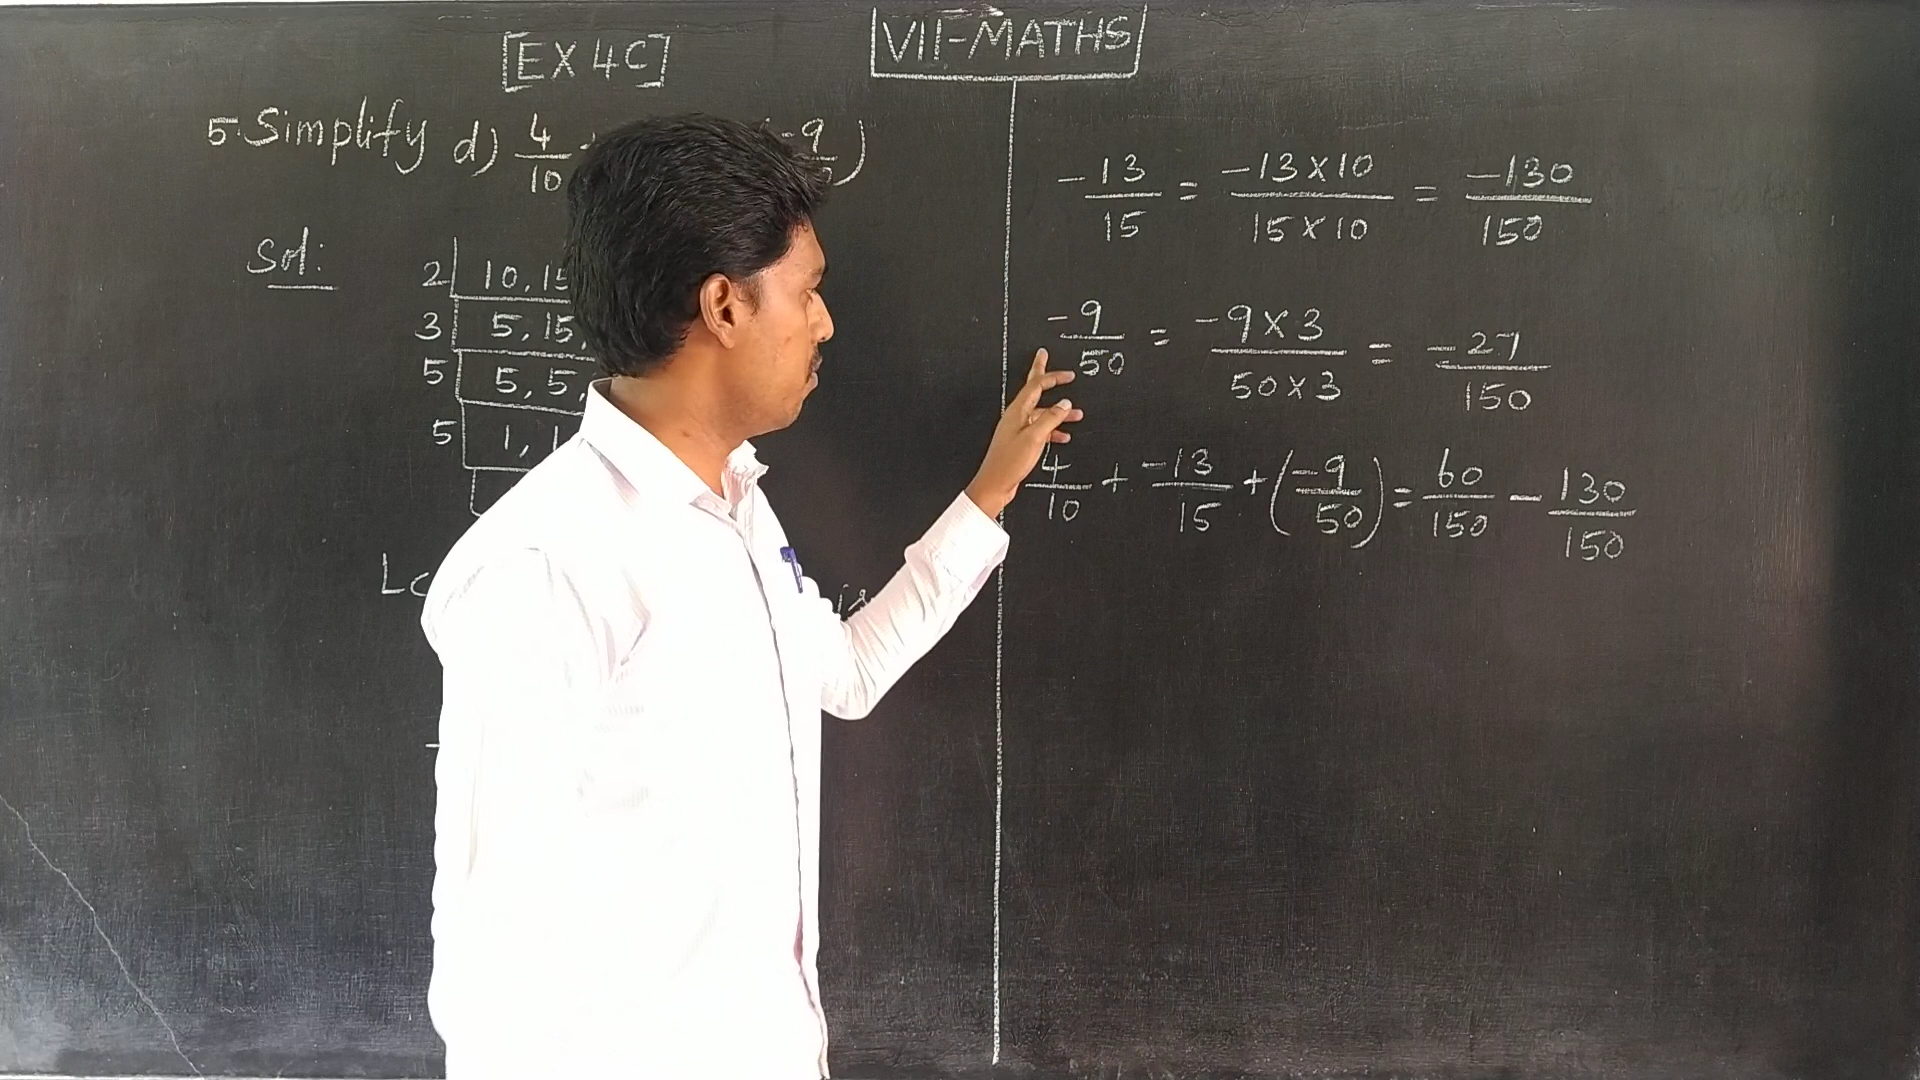 [EX 4C]
VII-MATHS
5. Simplify d) 4/10 -9 )
Sol:
2 | 10, 15
3 | 5, 15,
5 | 5, 5,
5 | 1, 1
LC is
-13/15 = -13×10/15×10 = -130/150
-9/50 = -9×3/50×3 = -27/150
4/10 + -13/15 + (-9/50) = 60/150 - 130/150